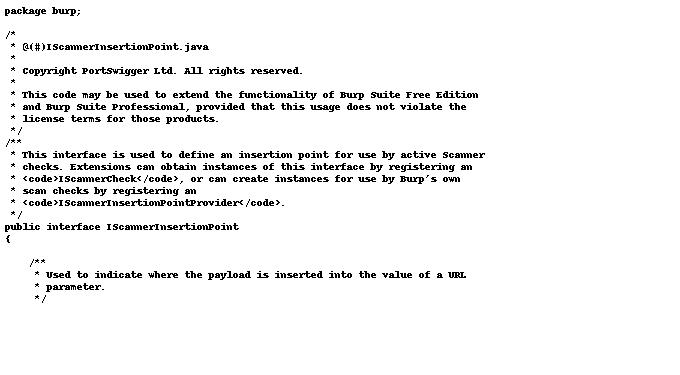 package burp;
/*
 * @(#)IScannerInsertionPoint.java
 *
 * Copyright PortSwigger Ltd. All rights reserved.
 *
 * This code may be used to extend the functionality of Burp Suite Free Edition
 * and Burp Suite Professional, provided that this usage does not violate the
 * license terms for those products.
 */
/**
 * This interface is used to define an insertion point for use by active Scanner
 * checks. Extensions can obtain instances of this interface by registering an
 * <code>IScannerCheck</code>, or can create instances for use by Burp's own
 * scan checks by registering an
 * <code>IScannerInsertionPointProvider</code>.
 */
public interface IScannerInsertionPoint
{
    /**
     * Used to indicate where the payload is inserted into the value of a URL
     * parameter.
     */